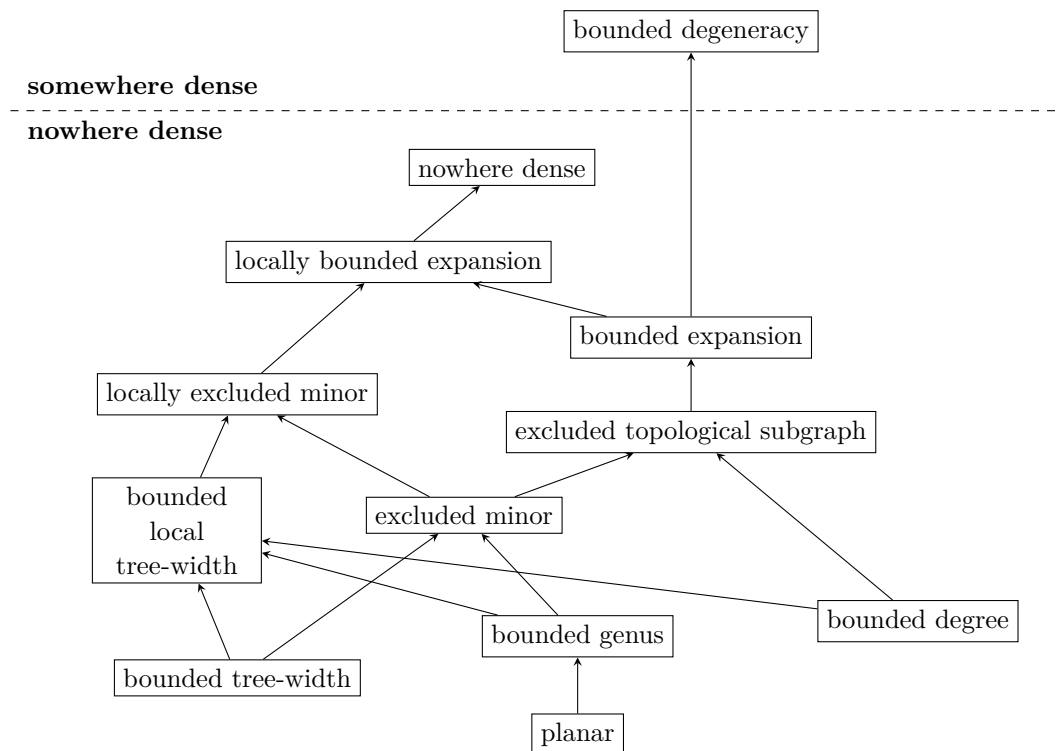 bounded degeneracy
somewhere dense
nowhere dense
nowhere dense
locally bounded expansion
bounded expansion
locally excluded minor
excluded topological subgraph
bounded
local
tree-width
excluded minor
bounded degree
bounded genus
bounded tree-width
planar